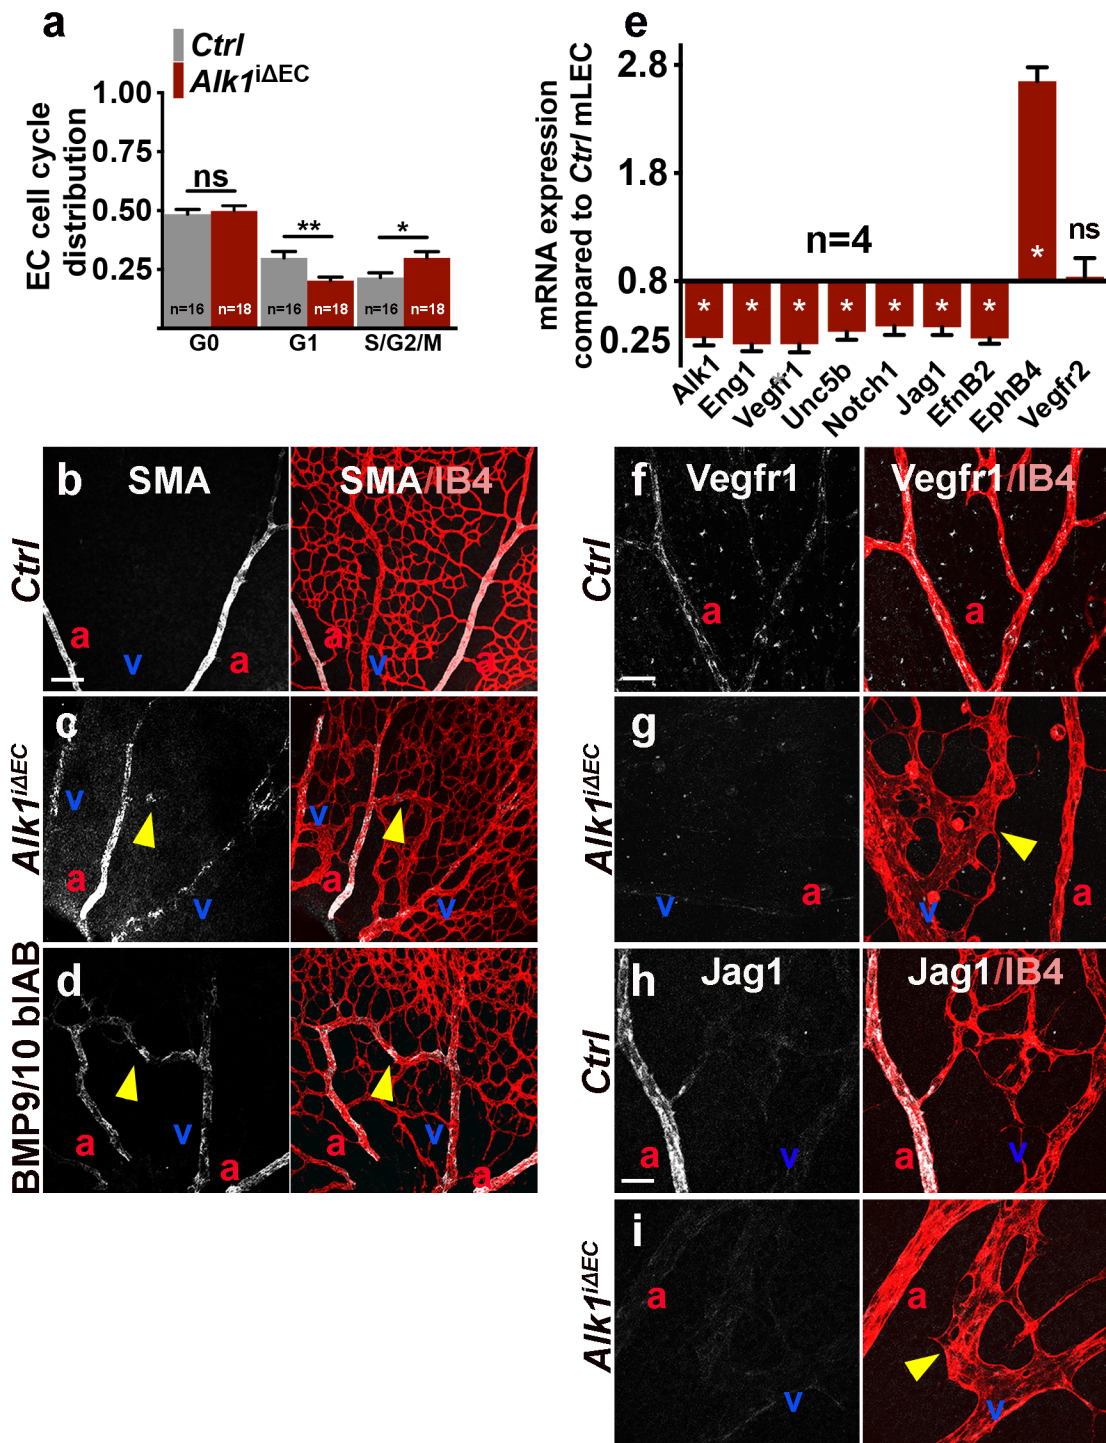 a
Ctrl
Alk1iΔEC
EC cell cycle
distribution
1.00
0.75
0.50
0.25
ns
**
*
n=16
n=18
n=16
n=18
n=16
n=18
G0
G1
S/G2/M
e
mRNA expression
compared to Ctrl mLEC
2.8
1.8
0.8
0.25
n=4
* * * * * * * *
ns
Alk1
Eng1
Vegfr1
*
Unc5b
Notch1
Jag1
EfnB2
EphB4
Vegfr2
b SMA SMA/IB4
Ctrl
a v a a v a
c
Alk1iΔEC
v a v v a v
d
BMP9/10 blAB
a v a v a
f Vegfr1 Vegfr1/IB4
Ctrl
a a
g
Alk1iΔEC
v a v a
h Jag1 Jag1/IB4
Ctrl
a v a v
i
Alk1iΔEC
a v a v